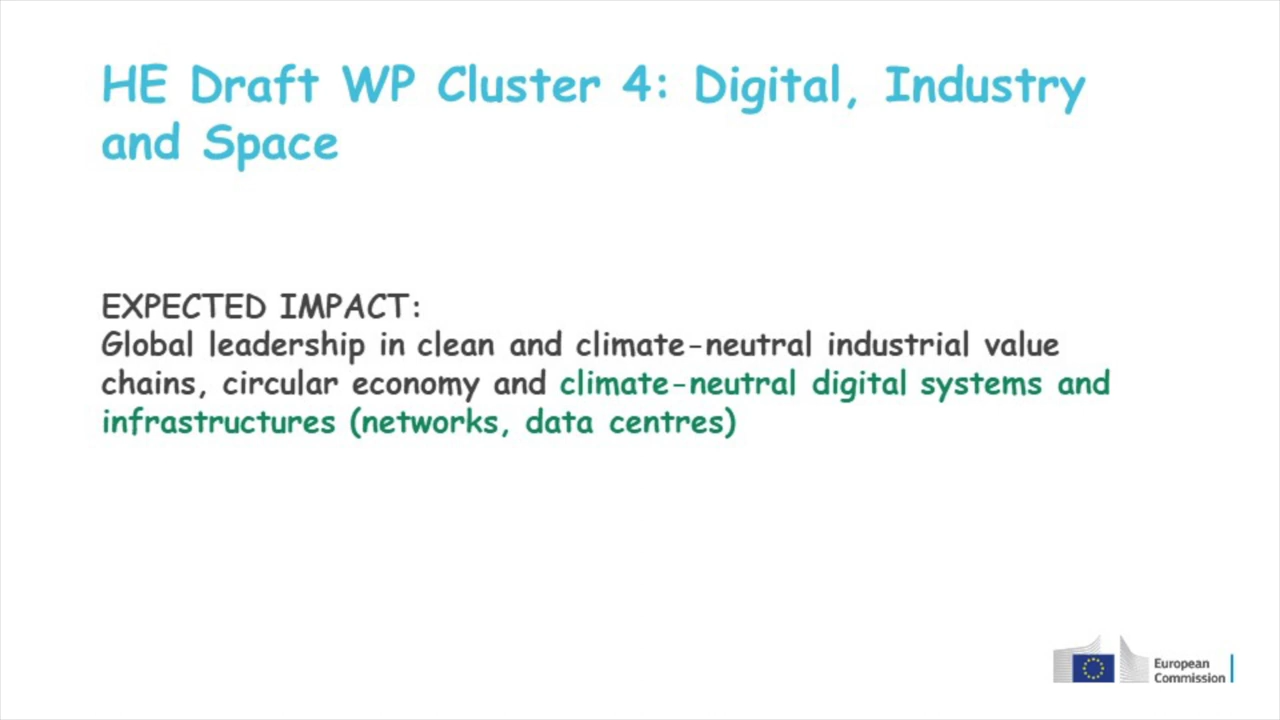 HE Draft WP Cluster 4: Digital, Industry
and Space
EXPECTED IMPACT:
Global leadership in clean and climate-neutral industrial value
chains, circular economy and climate-neutral digital systems and
infrastructures (networks, data centres)
European
Commission